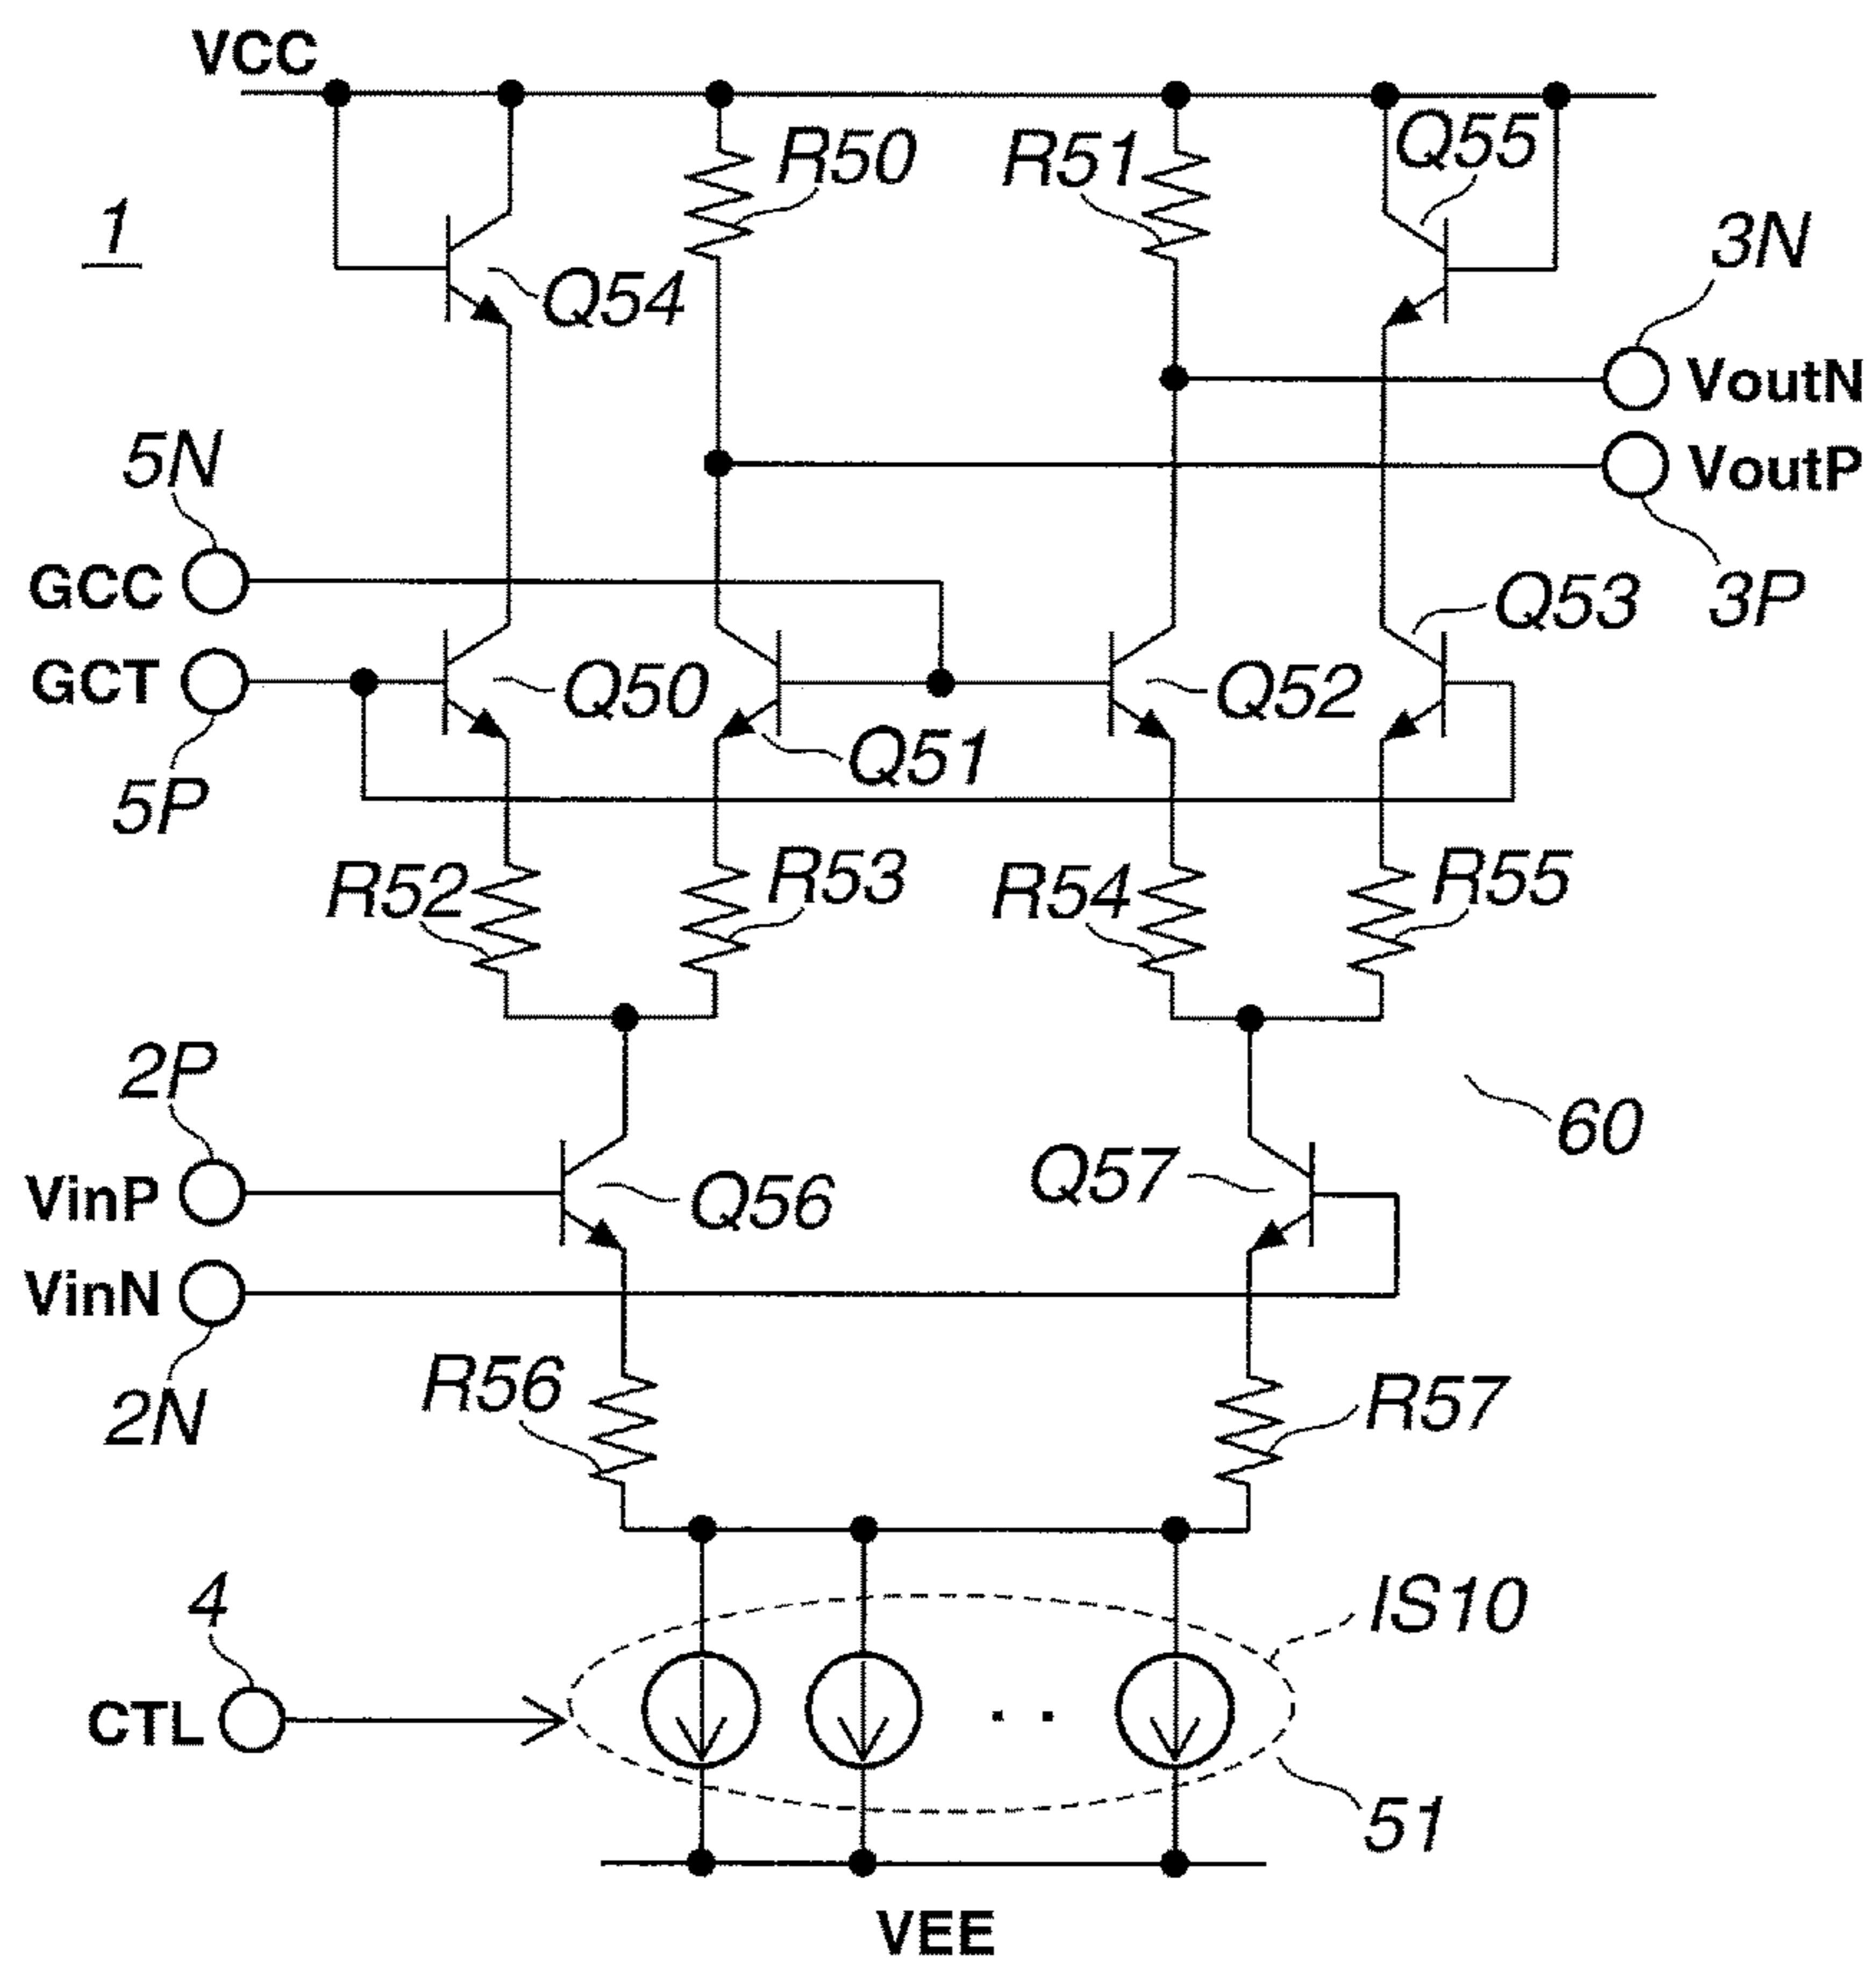 VCC
R50
R51
Q55
1
3N
Q54
VoutN
5N
VoutP
GCC
Q53
3P
GCT
Q50
Q52
Q51
5P
R52
R53
R54
R55
2P
60
VinP
Q56
Q57
VinN
R56
R57
2N
4
IS10
CTL
. .
51
VEE